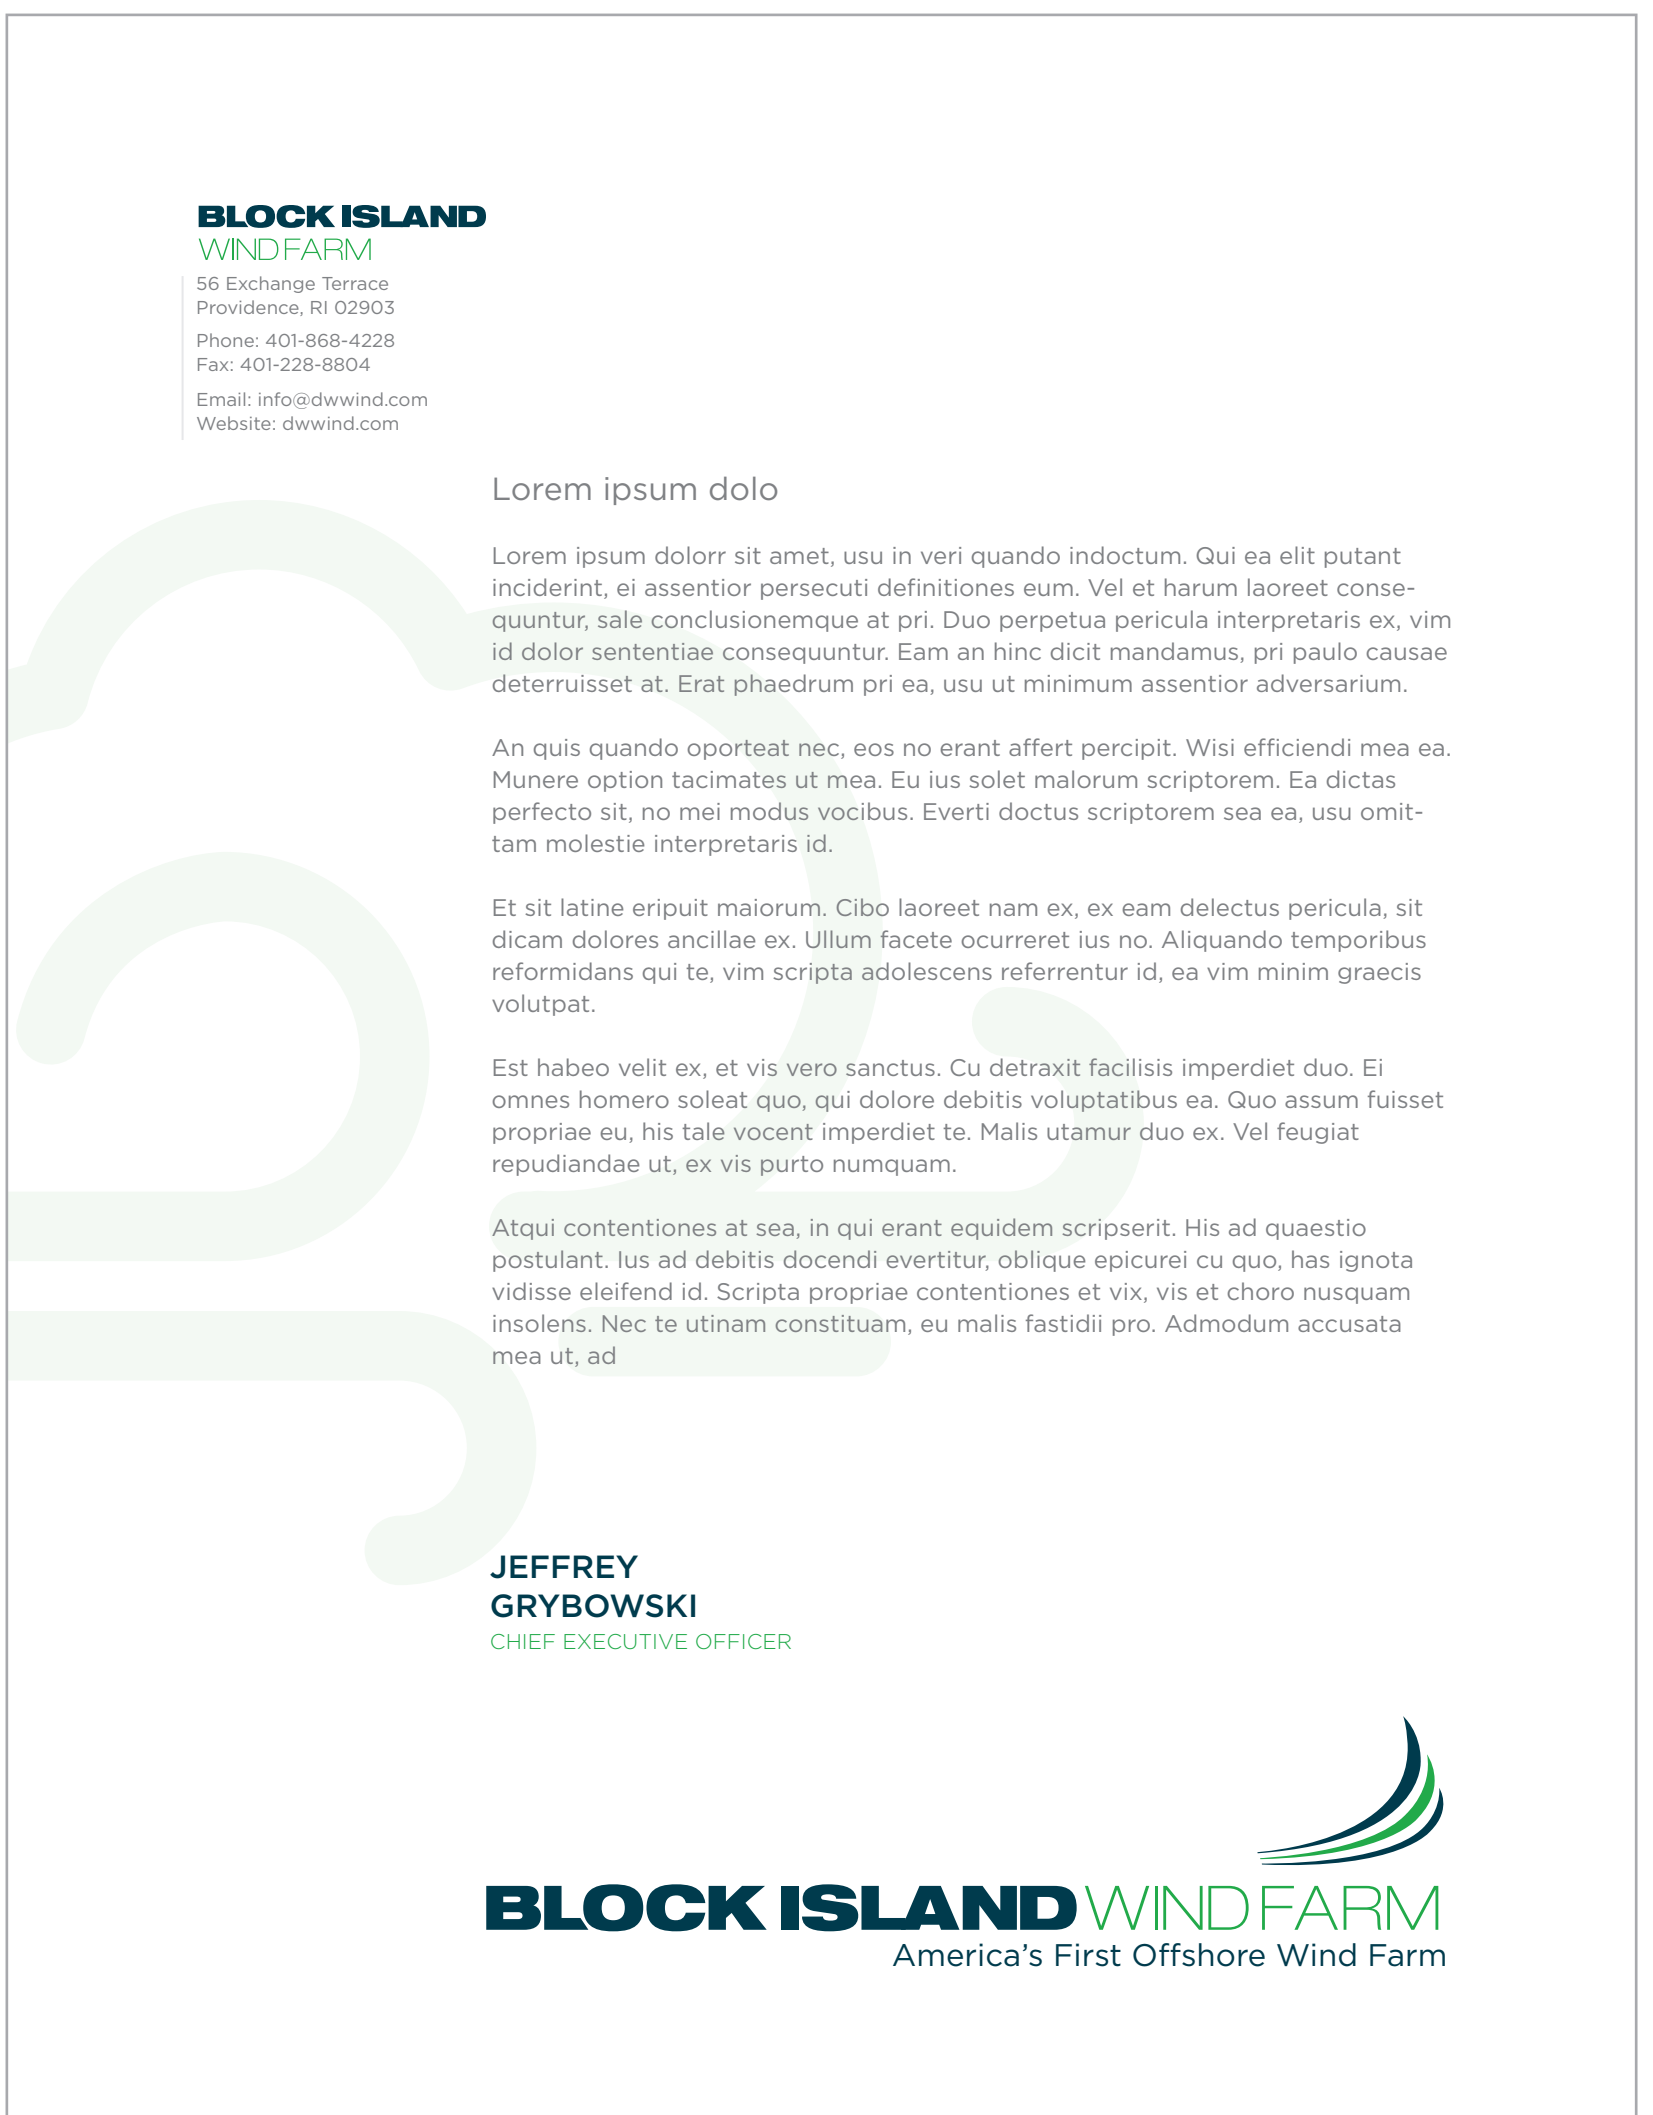 BLOCK ISLAND
WIND FARM
56 Exchange Terrace
Providence, RI 02903
Phone: 401-868-4228
Fax: 401-228-8804
Email: info@dwwind.com
Website: dwwind.com
Lorem ipsum dolo
Lorem ipsum dolorr sit amet, usu in veri quando indoctum. Qui ea elit putant
inciderint, ei assentior persecuti definitiones eum. Vel et harum laoreet conse-
quuntur, sale conclusionemque at pri. Duo perpetua pericula interpretaris ex, vim
id dolor sententiae consequuntur. Eam an hinc dicit mandamus, pri paulo causae
deterruisset at. Erat phaedrum pri ea, usu ut minimum assentior adversarium.
An quis quando oporteat nec, eos no erant affert percipit. Wisi efficiendi mea ea.
Munere option tacimates ut mea. Eu ius solet malorum scriptorem. Ea dictas
perfecto sit, no mei modus vocibus. Everti doctus scriptorem sea ea, usu omit-
tam molestie interpretaris id.
Et sit latine eripuit maiorum. Cibo laoreet nam ex, ex eam delectus pericula, sit
dicam dolores ancillae ex. Ullum facete ocurreret ius no. Aliquando temporibus
reformidans qui te, vim scripta adolescens referrentur id, ea vim minim graecis
volutpat.
Est habeo velit ex, et vis vero sanctus. Cu detraxit facilisis imperdiet duo. Ei
omnes homero soleat quo, qui dolore debitis voluptatibus ea. Quo assum fuisset
propriae eu, his tale vocent imperdiet te. Malis utamur duo ex. Vel feugiat
repudiandae ut, ex vis purto numquam.
Atqui contentiones at sea, in qui erant equidem scripserit. His ad quaestio
postulant. Ius ad debitis docendi evertitur, oblique epicurei cu quo, has ignota
vidisse eleifend id. Scripta propriae contentiones et vix, vis et choro nusquam
insolens. Nec te utinam constituam, eu malis fastidii pro. Admodum accusata
mea ut, ad
JEFFREY
GRYBOWSKI
CHIEF EXECUTIVE OFFICER
BLOCK ISLAND WIND FARM
America’s First Offshore Wind Farm